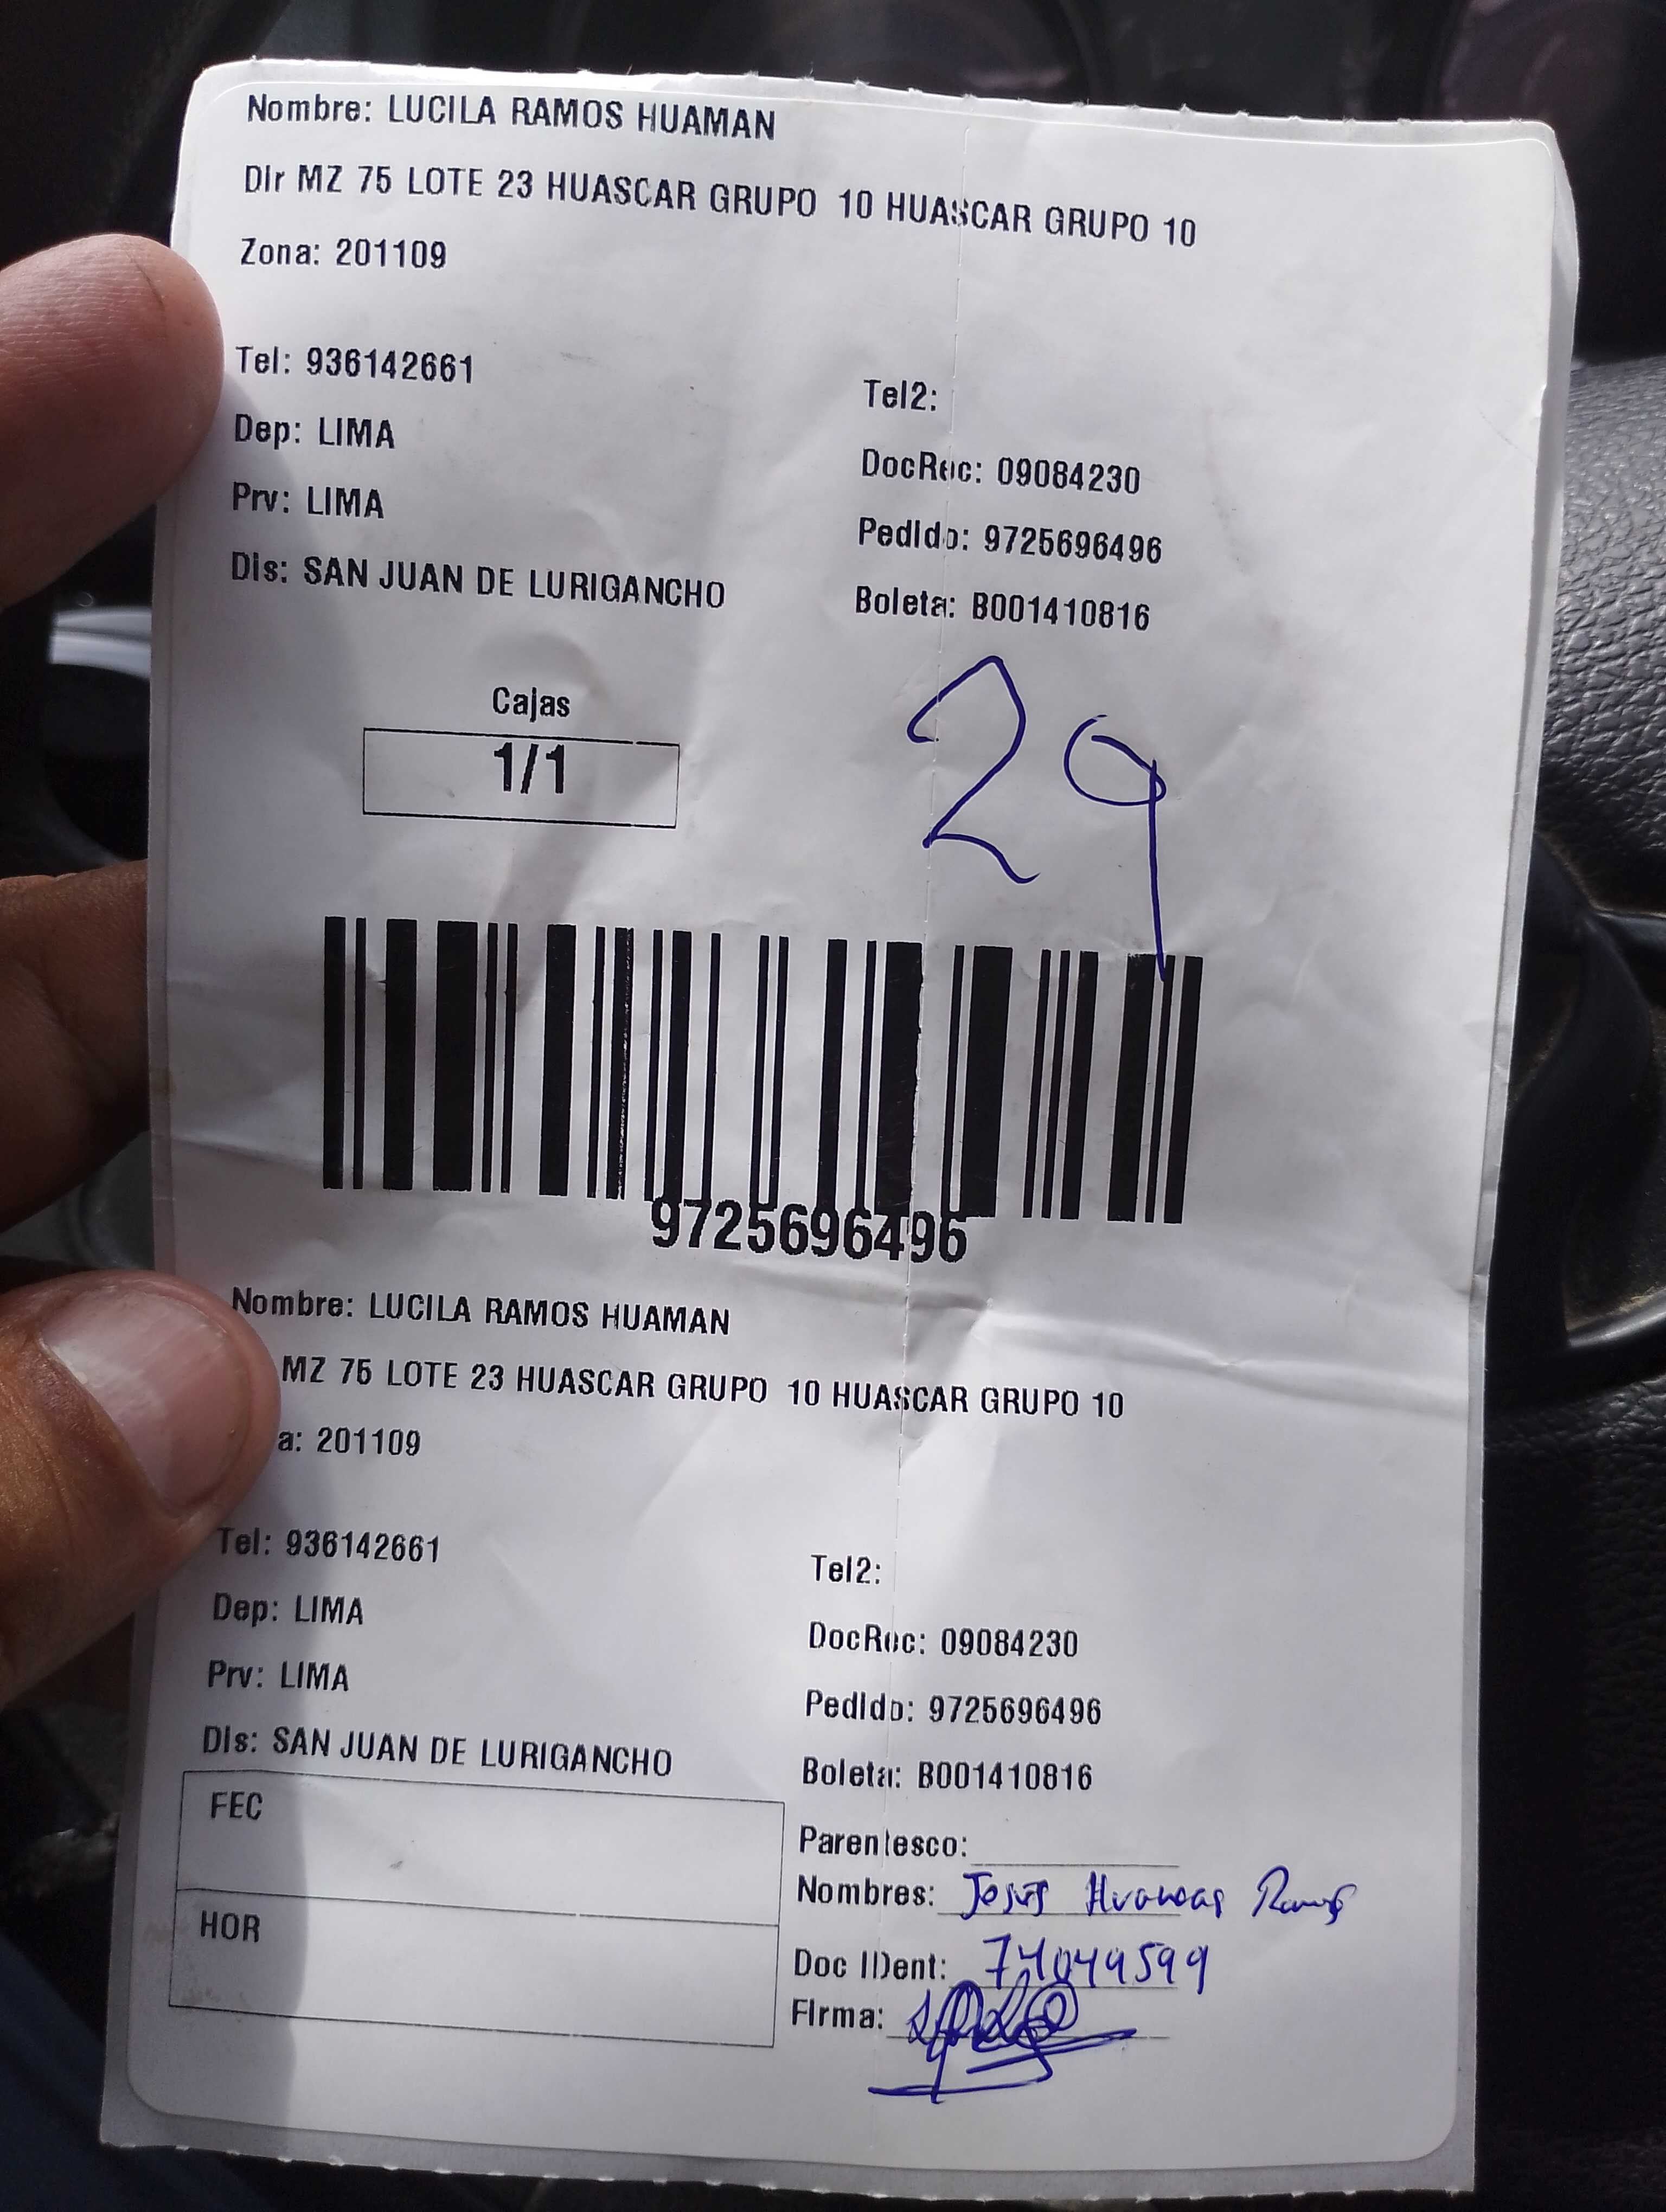 Nombre: LUCILA RAMOS HUAMAN
Dir MZ 75 LOTE 23 HUASCAR GRUPO 10 HUASCAR GRUPO 10
Zona: 201109
Tel: 936142661
Tel2:
Dep: LIMA
DocRec: 09084230
Prv: LIMA
Pedido: 9725696496
Dis: SAN JUAN DE LURIGANCHO
Boleta: B001410816
Cajas
1/1
29
9725696496
Nombre: LUCILA RAMOS HUAMAN
MZ 75 LOTE 23 HUASCAR GRUPO 10 HUASCAR GRUPO 10
a: 201109
Tel: 936142661
Tel2:
Dep: LIMA
DocRec: 09084230
Prv: LIMA
Pedido: 9725696496
Dis: SAN JUAN DE LURIGANCHO
Boleta: B001410816
FEC
Parentesco:
Nombres: Jesus Ramos
HOR
Doc IDent: 74049599
Firma: